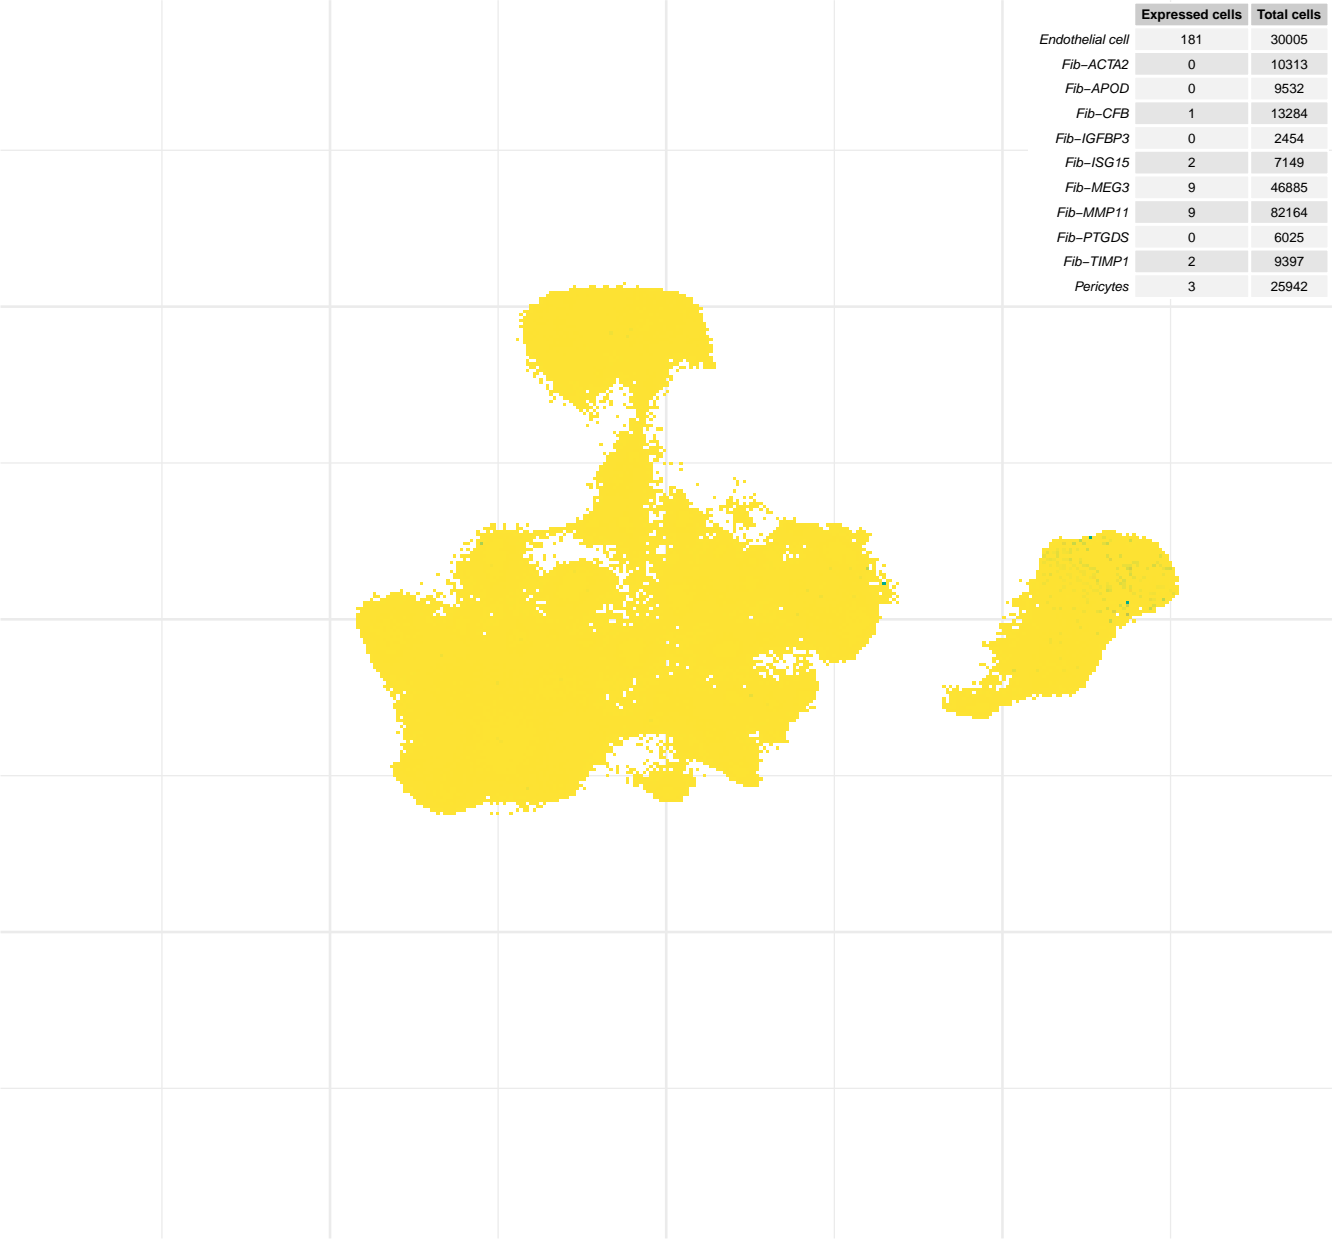 Expressed cells Total cells
Endothelial cell 181 30005
Fib−ACTA2 0 10313
Fib−APOD 0 9532
Fib−CFB 1 13284
Fib−IGFBP3 0 2454
Fib−ISG15 2 7149
Fib−MEG3 9 46885
Fib−MMP11 9 82164
Fib−PTGDS 0 6025
Fib−TIMP1 2 9397
Pericytes 3 25942